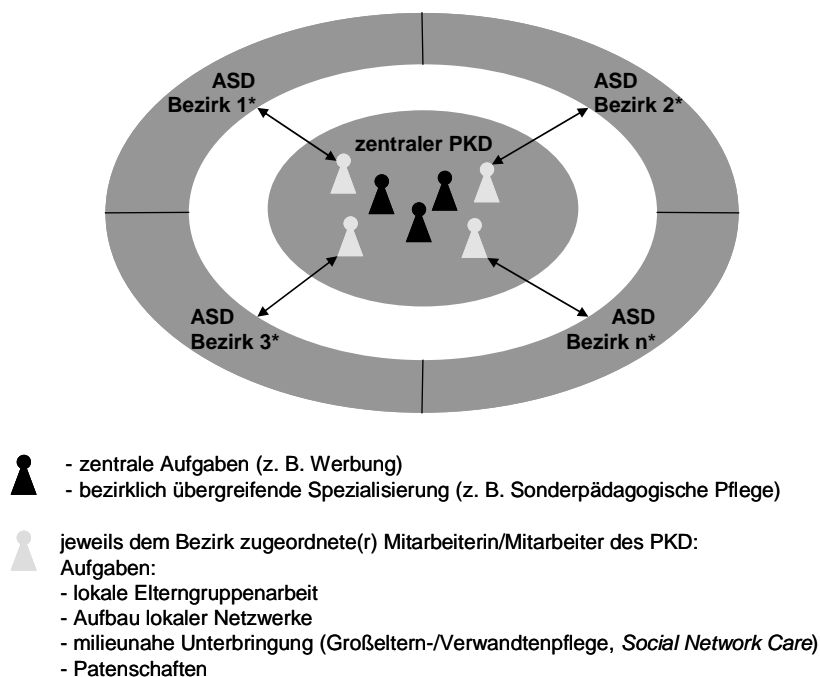 ASD
Bezirk 1*
ASD
Bezirk 2*
zentraler PKD
ASD
Bezirk 3*
ASD
Bezirk n*
- zentrale Aufgaben (z. B. Werbung)
- bezirklich übergreifende Spezialisierung (z. B. Sonderpädagogische Pflege)
jeweils dem Bezirk zugeordnete(r) Mitarbeiterin/Mitarbeiter des PKD:
Aufgaben:
- lokale Elterngruppenarbeit
- Aufbau lokaler Netzwerke
- milieunahe Unterbringung (Großeltern-/Verwandtenpflege, Social Network Care)
- Patenschaften